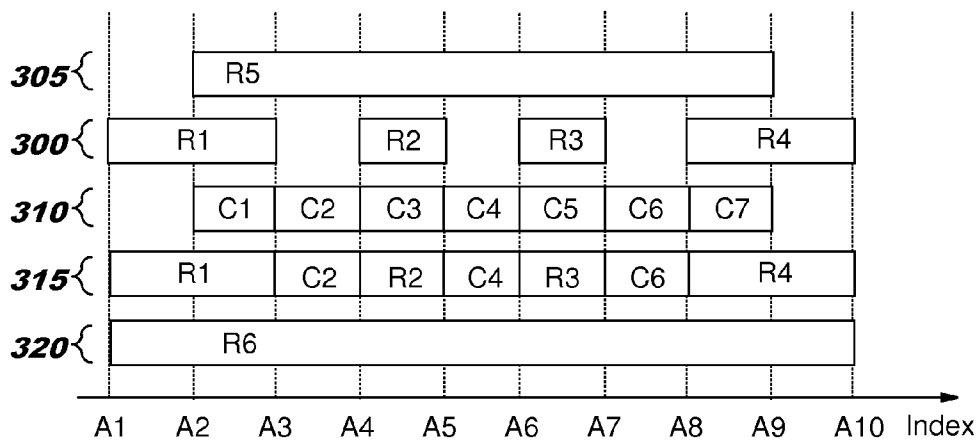 305 { R5
300 { R1 R2 R3 R4
310 { C1 C2 C3 C4 C5 C6 C7
315 { R1 C2 R2 C4 R3 C6 R4
320 { R6
A1 A2 A3 A4 A5 A6 A7 A8 A9 A10 Index